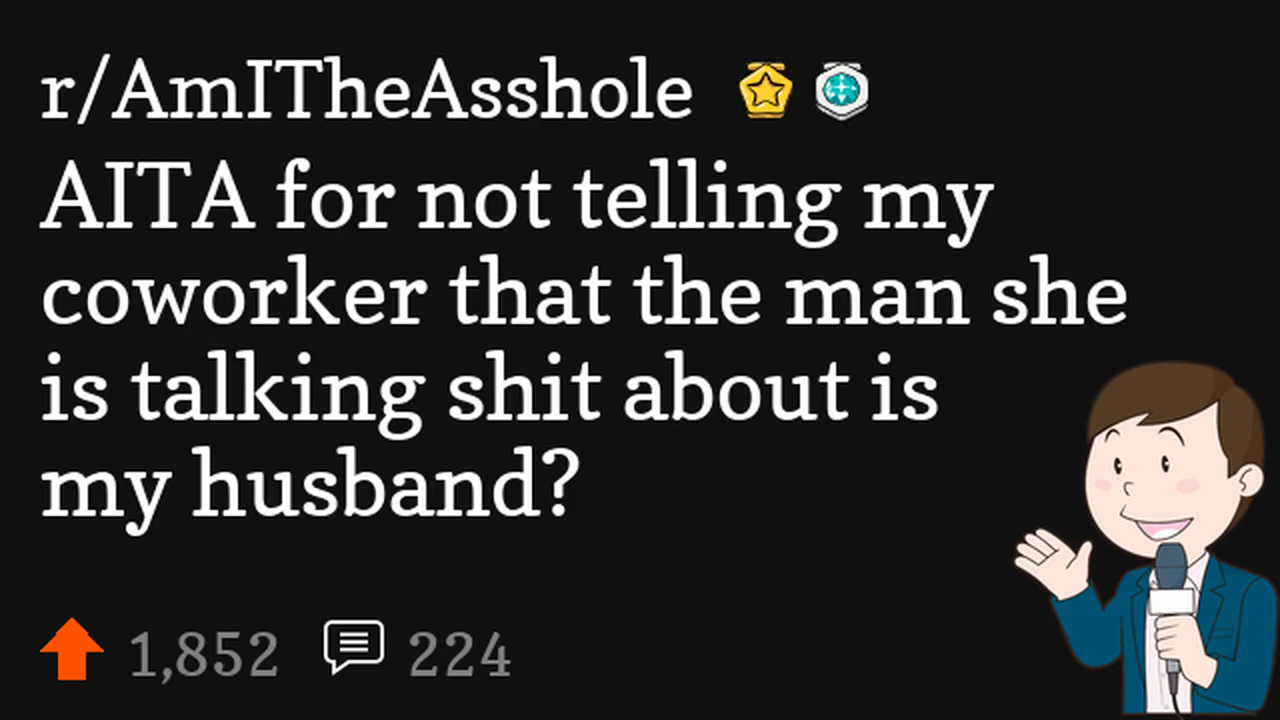 r/AmITheAsshole
AITA for not telling my
coworker that the man she
is talking shit about is
my husband?
1,852 224